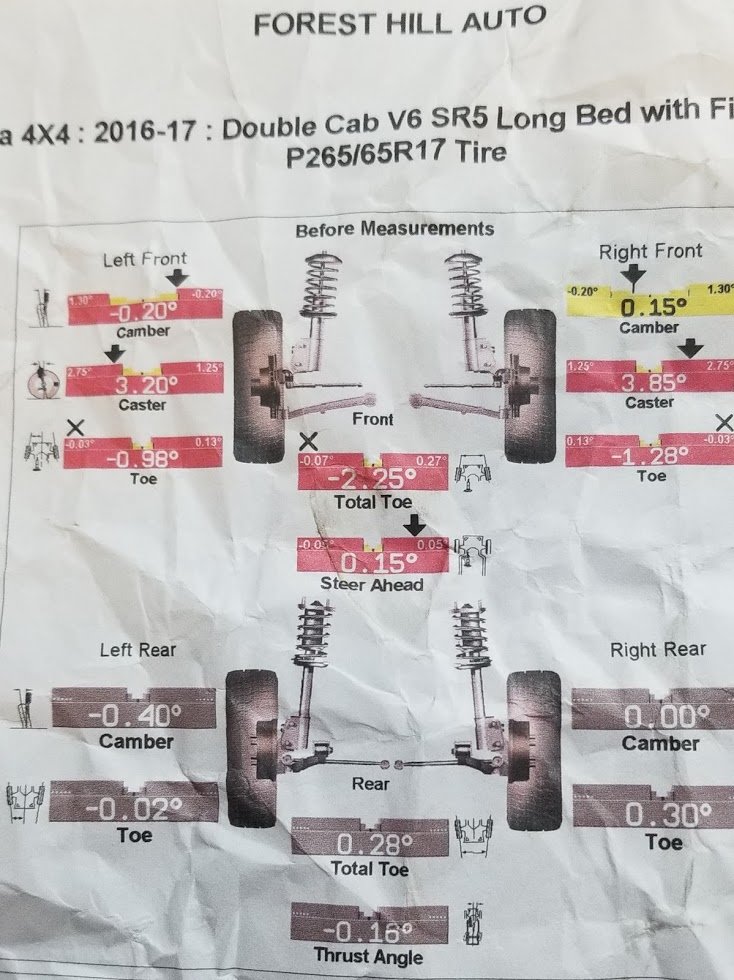 FOREST HILL AUTO
a 4X4 : 2016-17 : Double Cab V6 SR5 Long Bed with Fi
P265/65R17 Tire
Before Measurements
Left Front
Right Front
1.30° -0.20°
-0.20°
Camber
-0.20° 1.30°
0.15°
Camber
2.75° 1.25°
3.20°
Caster
1.25° 2.75°
3.85°
Caster
Front
-0.03° 0.13°
-0.98°
Toe
-0.07° 0.27°
-2.25°
Total Toe
0.13° -0.03°
-1.28°
Toe
-0.05° 0.05°
0.15°
Steer Ahead
Left Rear
Right Rear
-0.40°
Camber
0.00°
Camber
Rear
-0.02°
Toe
0.30°
Toe
0.28°
Total Toe
-0.16°
Thrust Angle